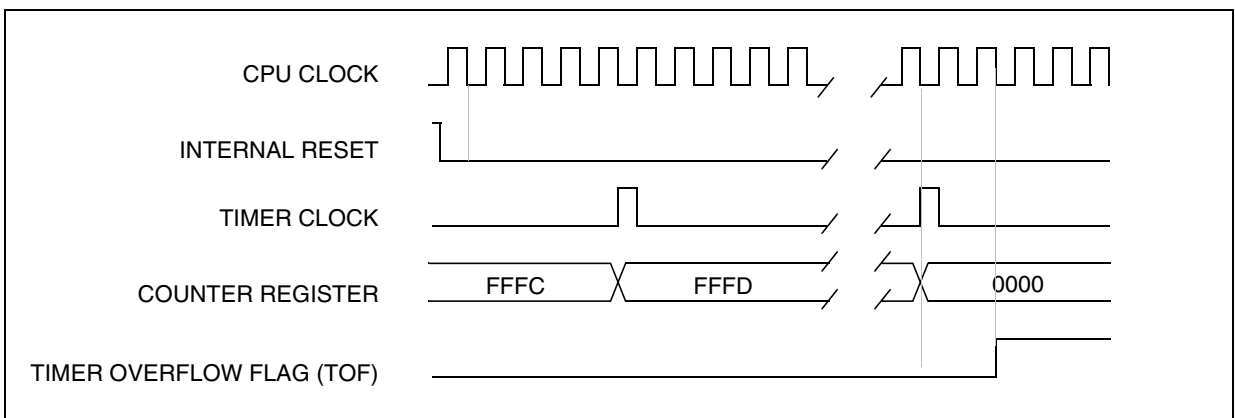 CPU CLOCK
INTERNAL RESET
TIMER CLOCK
COUNTER REGISTER FFFC FFFD 0000
TIMER OVERFLOW FLAG (TOF)